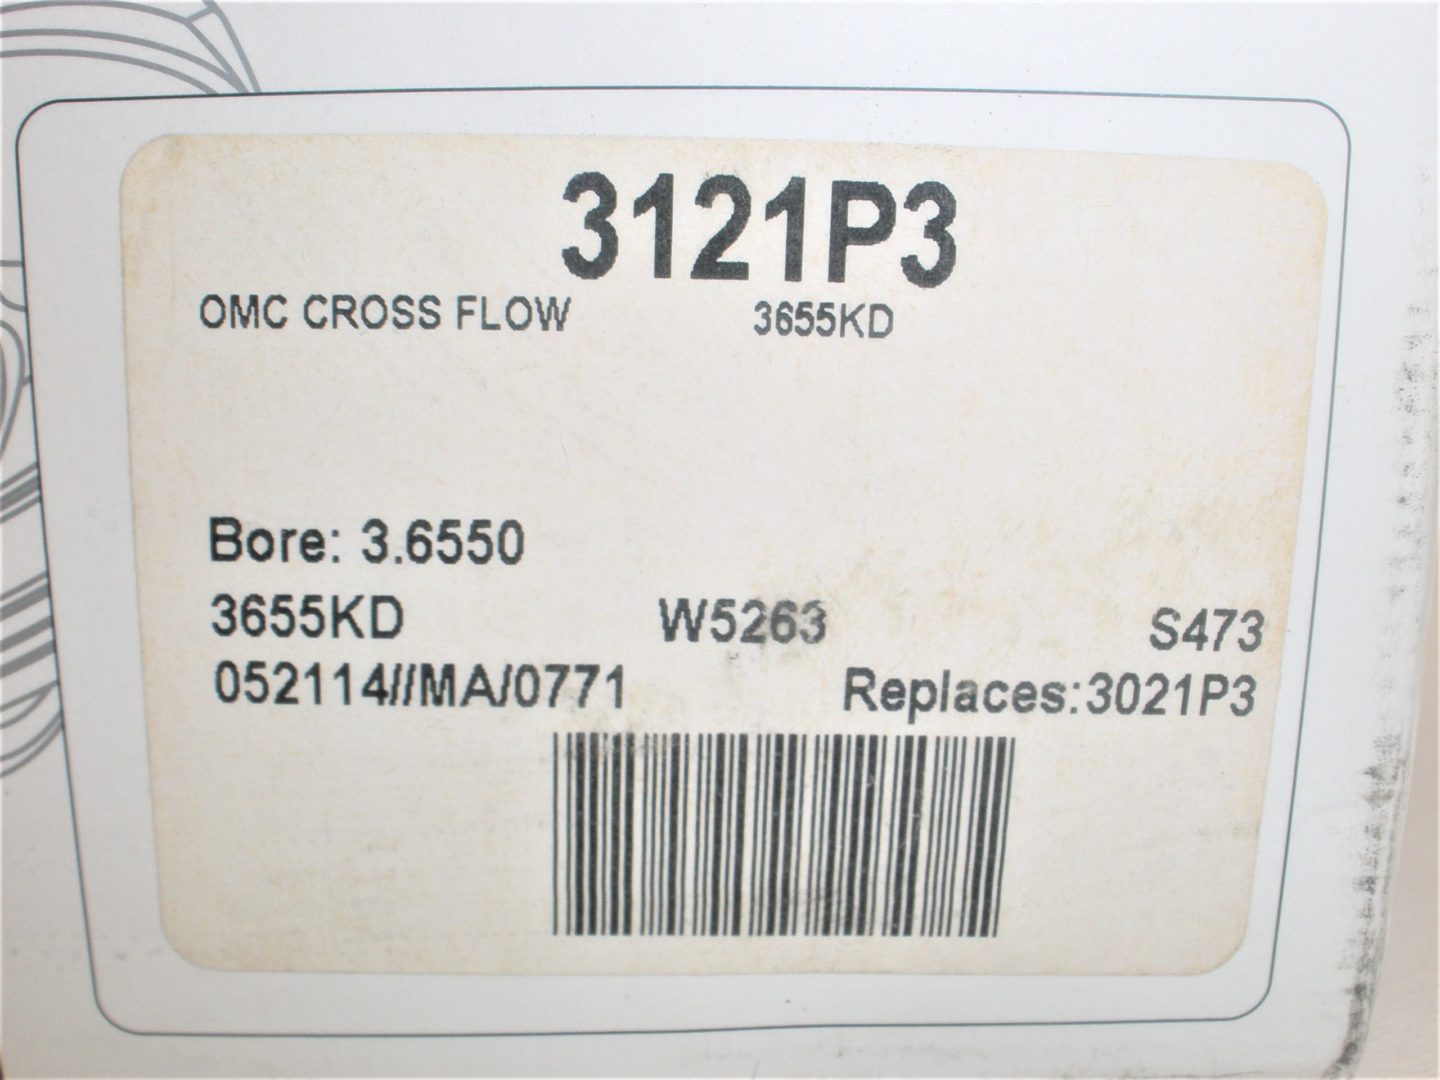 3121P3
OMC CROSS FLOW 3655KD
Bore: 3.6550
3655KD W5263 S473
052114//MA/0771 Replaces:3021P3